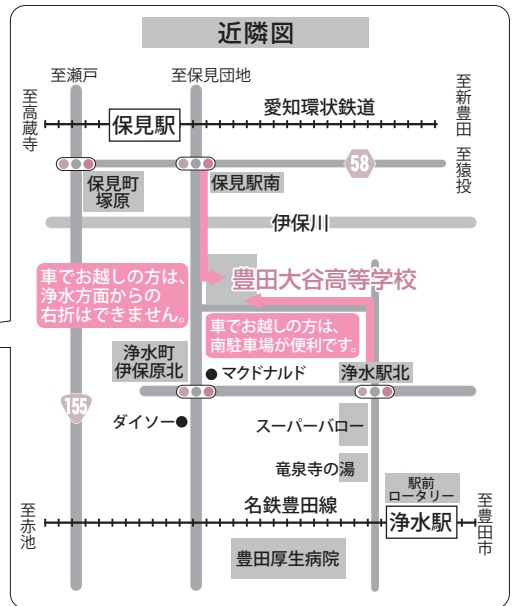 近隣図
至瀬戸
至保見団地
至高蔵寺
保見駅
愛知環状鉄道
至新豊田
58
至猿投
保見町
塚原
保見駅南
伊保川
豊田大谷高等学校
車でお越しの方は、
浄水方面からの
右折はできません。
車でお越しの方は、
南駐車場が便利です。
浄水町
伊保原北
マクドナルド
浄水駅北
155
ダイソー
スーパーバロー
竜泉寺の湯
駅前
ロータリー
至赤池
名鉄豊田線
浄水駅
至豊田市
豊田厚生病院